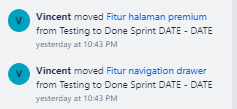 V Vincent moved Fitur halaman premium
from Testing to Done Sprint DATE - DATE
yesterday at 10:43 PM
V Vincent moved Fitur navigation drawer
from Testing to Done Sprint DATE - DATE
yesterday at 10:43 PM